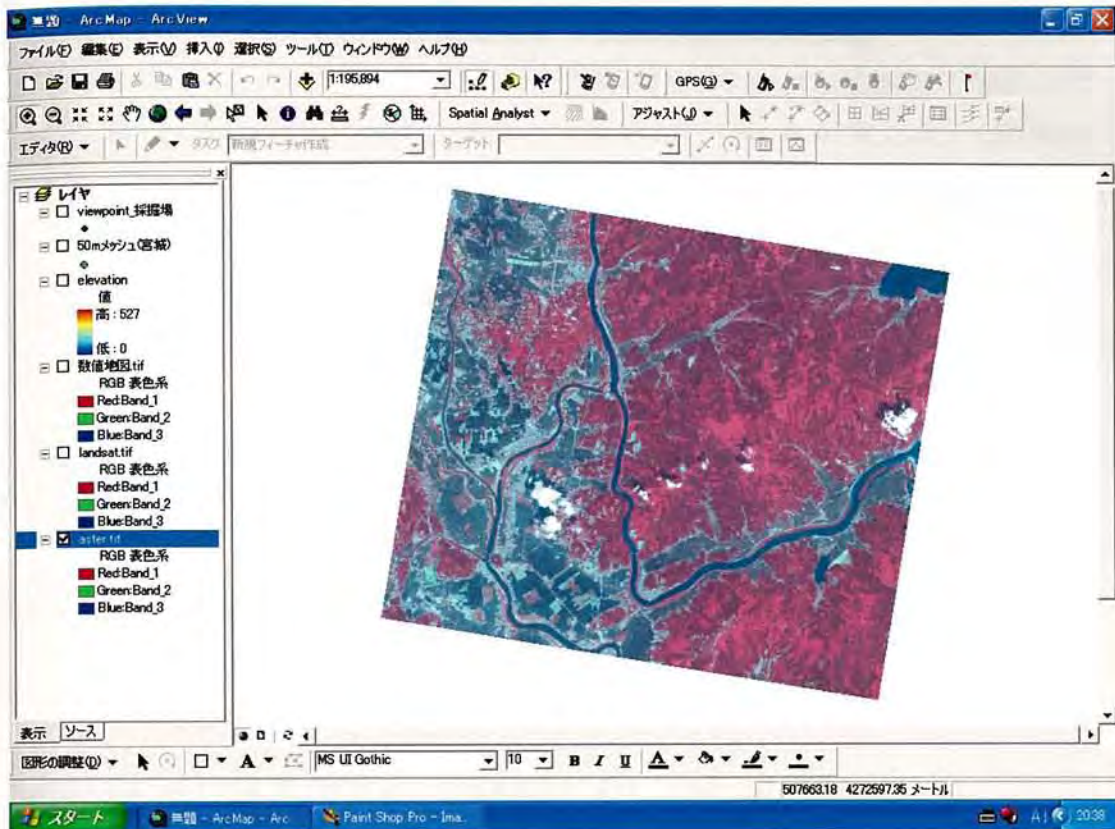 無題 - ArcMap - ArcView
ファイル(F) 編集(E) 表示(V) 挿入(I) 選択(S) ツール(T) ウィンドウ(W) ヘルプ(H)
1:195,894
GPS(G)
Spatial Analyst アジャスト(J)
エディタ(R) タスク 新規フィーチャ作成 ターゲット
レイヤ
viewpoint_採掘場
50mメッシュ(宮城)
elevation
値
高 : 527
低 : 0
数値地図.tif
RGB 表色系
Red:Band_1
Green:Band_2
Blue:Band_3
landsat.tif
RGB 表色系
Red:Band_1
Green:Band_2
Blue:Band_3
aster.tif
RGB 表色系
Red:Band_1
Green:Band_2
Blue:Band_3
表示 ソース
図形の調整(D) A MS UI Gothic 10 B I U A
507663.18 4272597.35 メートル
スタート 無題 - ArcMap - Arc... Paint Shop Pro - Ima... 20:38